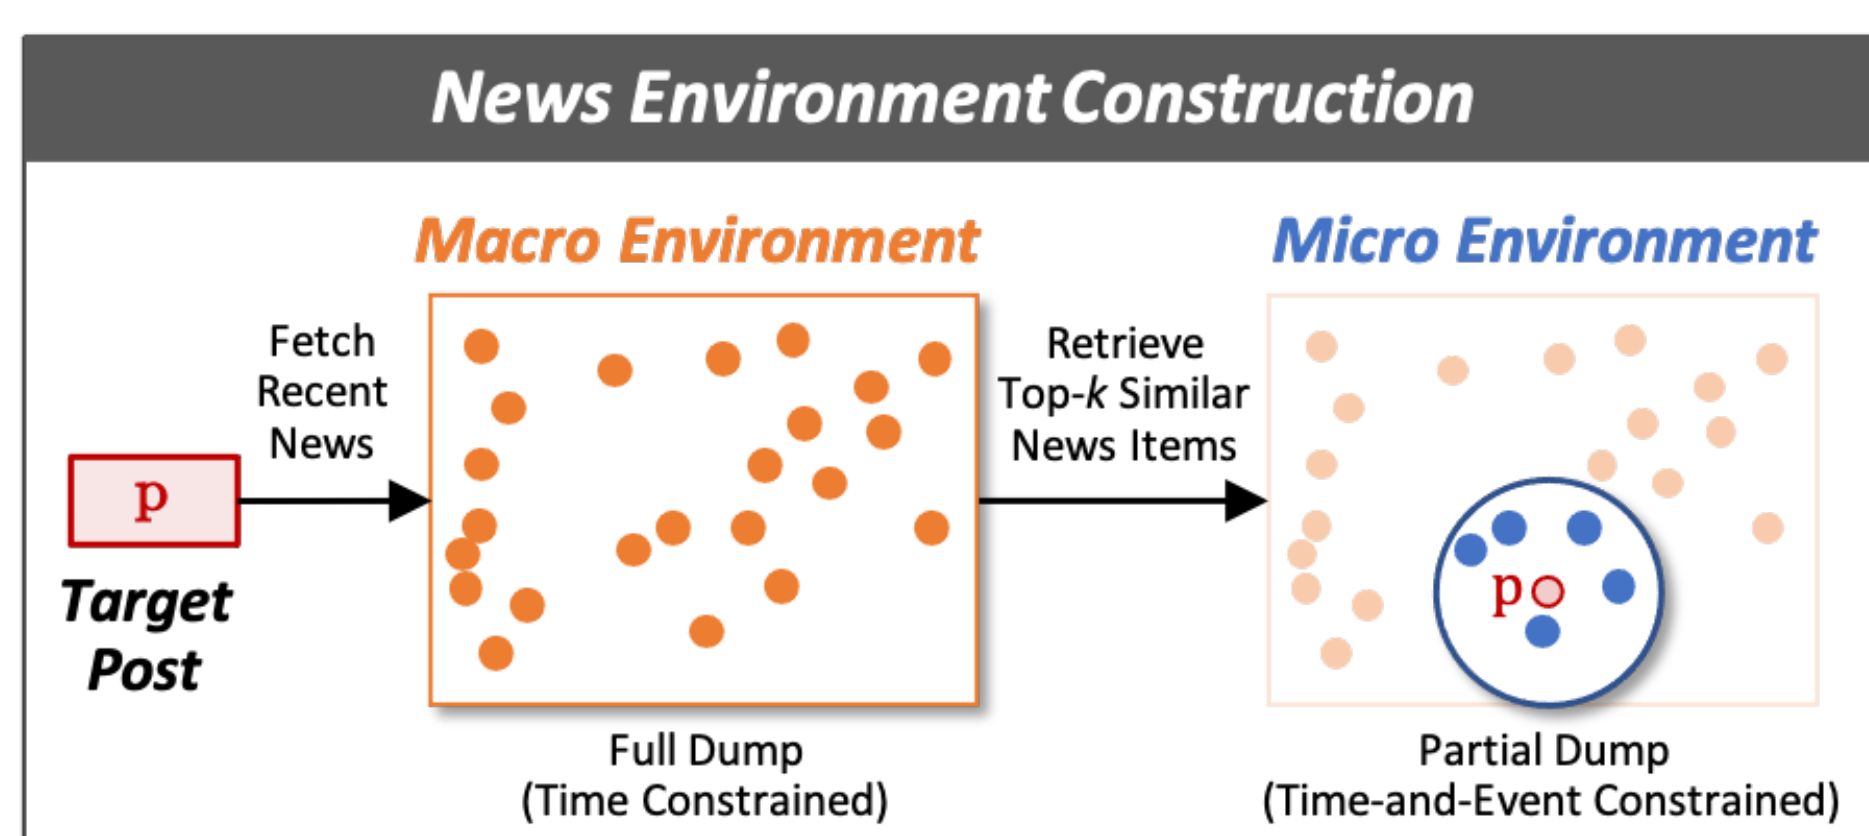 News Environment Construction
Macro Environment
Micro Environment
Fetch
Recent
News
Retrieve
Top-k Similar
News Items
p
p
Target
Post
Full Dump
(Time Constrained)
Partial Dump
(Time-and-Event Constrained)